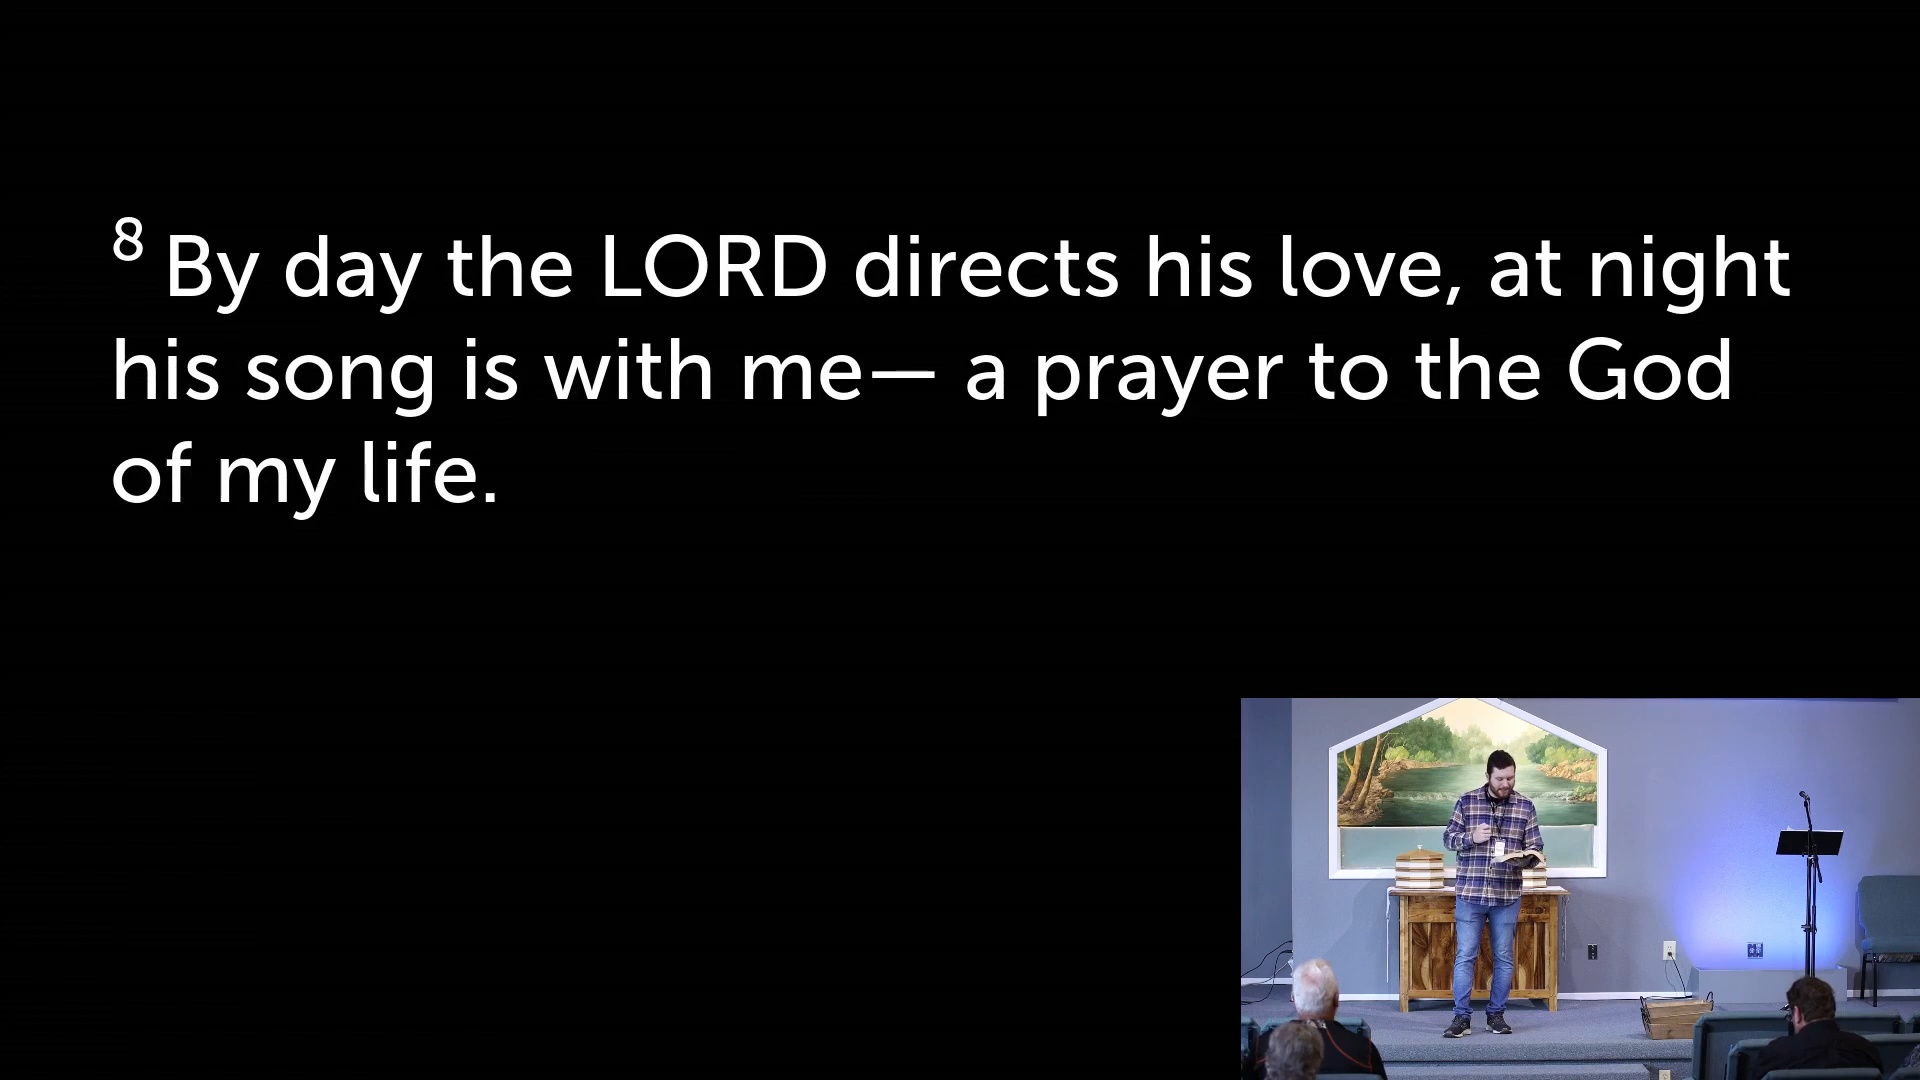 8 By day the LORD directs his love, at night
his song is with me— a prayer to the God
of my life.